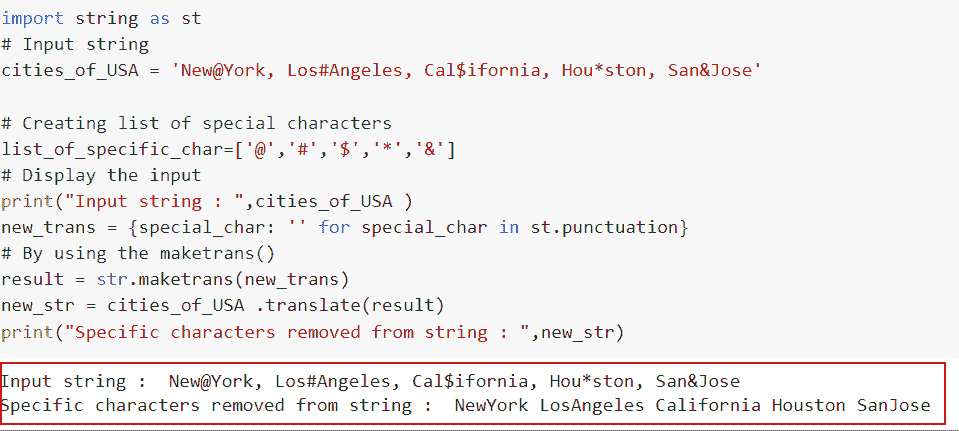 import string as st
# Input string
cities_of_USA = 'New@York, Los#Angeles, Cal$ifornia, Hou*ston, San&Jose'
# Creating list of special characters
list_of_specific_char=['@','#','$','*','&']
# Display the input
print("Input string : ",cities_of_USA )
new_trans = {special_char: '' for special_char in st.punctuation}
# By using the maketrans()
result = str.maketrans(new_trans)
new_str = cities_of_USA .translate(result)
print("Specific characters removed from string : ",new_str)
Input string :  New@York, Los#Angeles, Cal$ifornia, Hou*ston, San&Jose
Specific characters removed from string :  NewYork LosAngeles California Houston SanJose